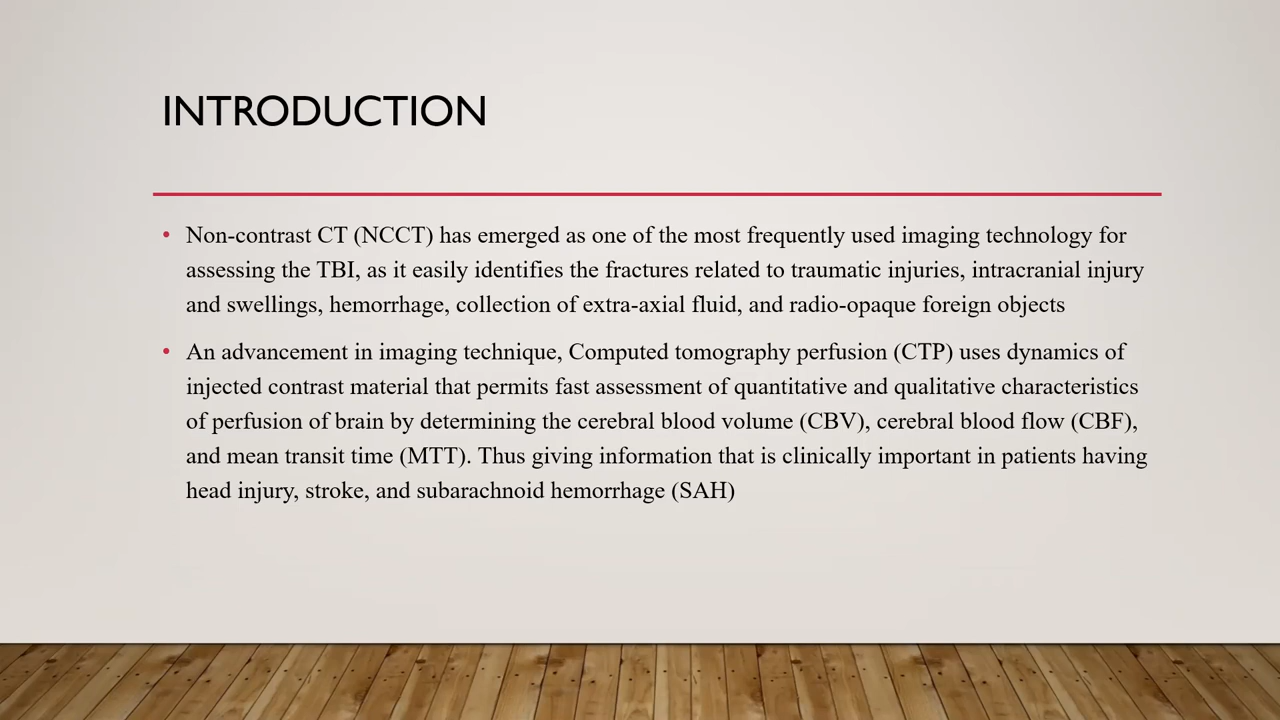 INTRODUCTION
• Non-contrast CT (NCCT) has emerged as one of the most frequently used imaging technology for
assessing the TBI, as it easily identifies the fractures related to traumatic injuries, intracranial injury
and swellings, hemorrhage, collection of extra-axial fluid, and radio-opaque foreign objects
• An advancement in imaging technique, Computed tomography perfusion (CTP) uses dynamics of
injected contrast material that permits fast assessment of quantitative and qualitative characteristics
of perfusion of brain by determining the cerebral blood volume (CBV), cerebral blood flow (CBF),
and mean transit time (MTT). Thus giving information that is clinically important in patients having
head injury, stroke, and subarachnoid hemorrhage (SAH)